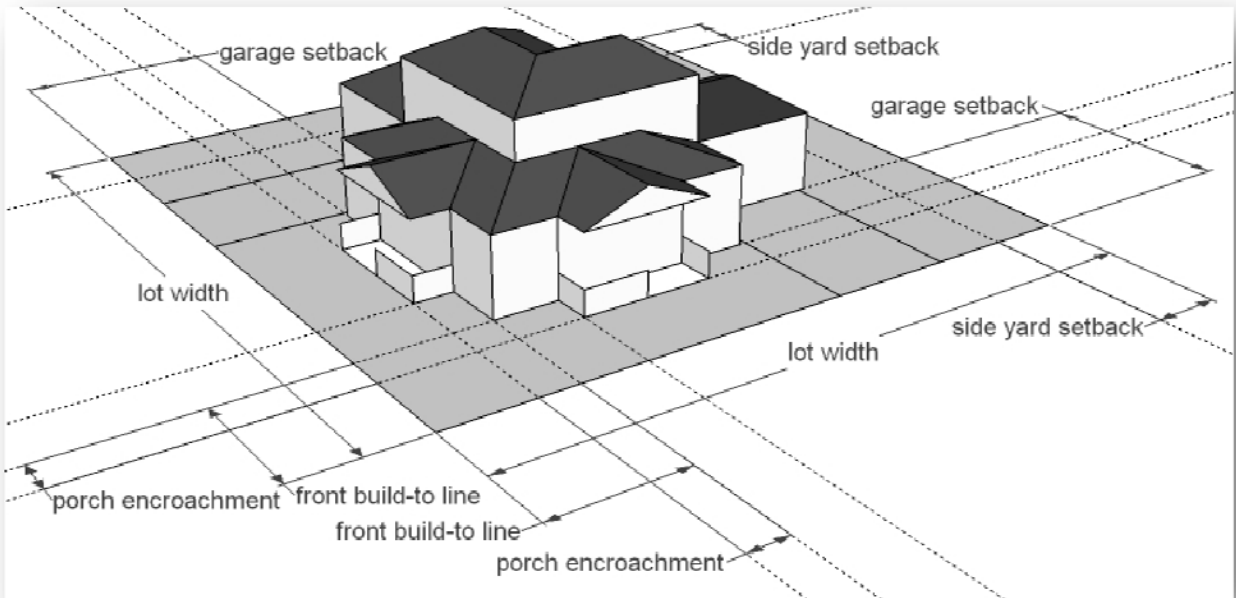 side yard setback
garage setback
garage setback
lot width
side yard setback
lot width
porch encroachment
front build-to line
front build-to line
porch encroachment